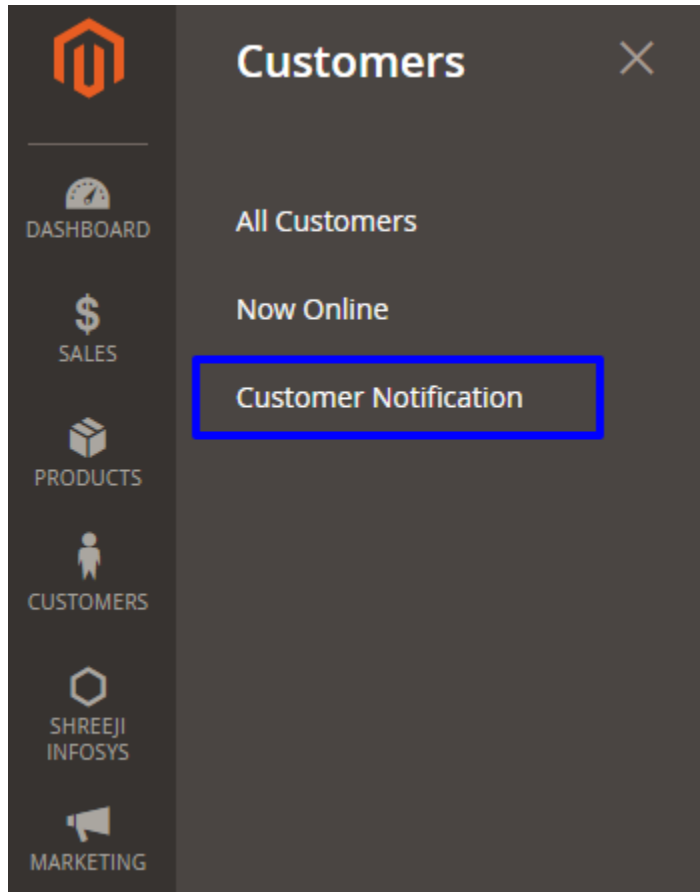 Customers
All Customers
Now Online
Customer Notification
DASHBOARD
$
SALES
PRODUCTS
CUSTOMERS
SHREEJI
INFOSYS
MARKETING